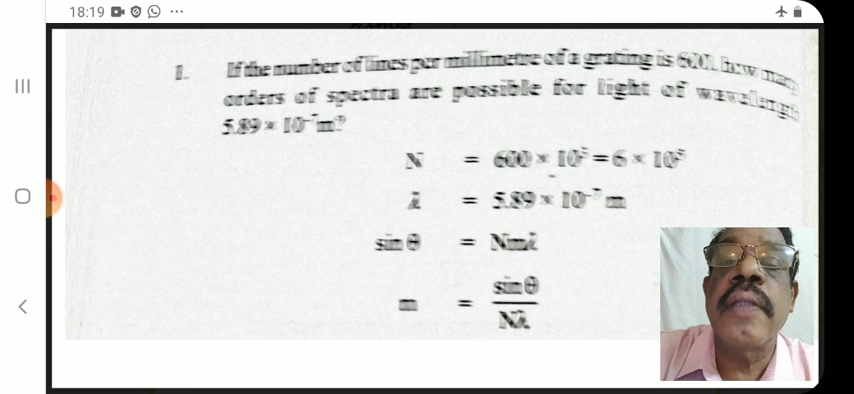 18:19
1. If the number of lines per millimetre of a grating is 600, how many
orders of spectra are possible for light of wavelength
5.89 × 10⁻⁷ m?
N = 600 × 10³ = 6 × 10⁵
λ = 5.89 × 10⁻⁷ m
sin θ = Nmλ
m = sin θ / Nλ